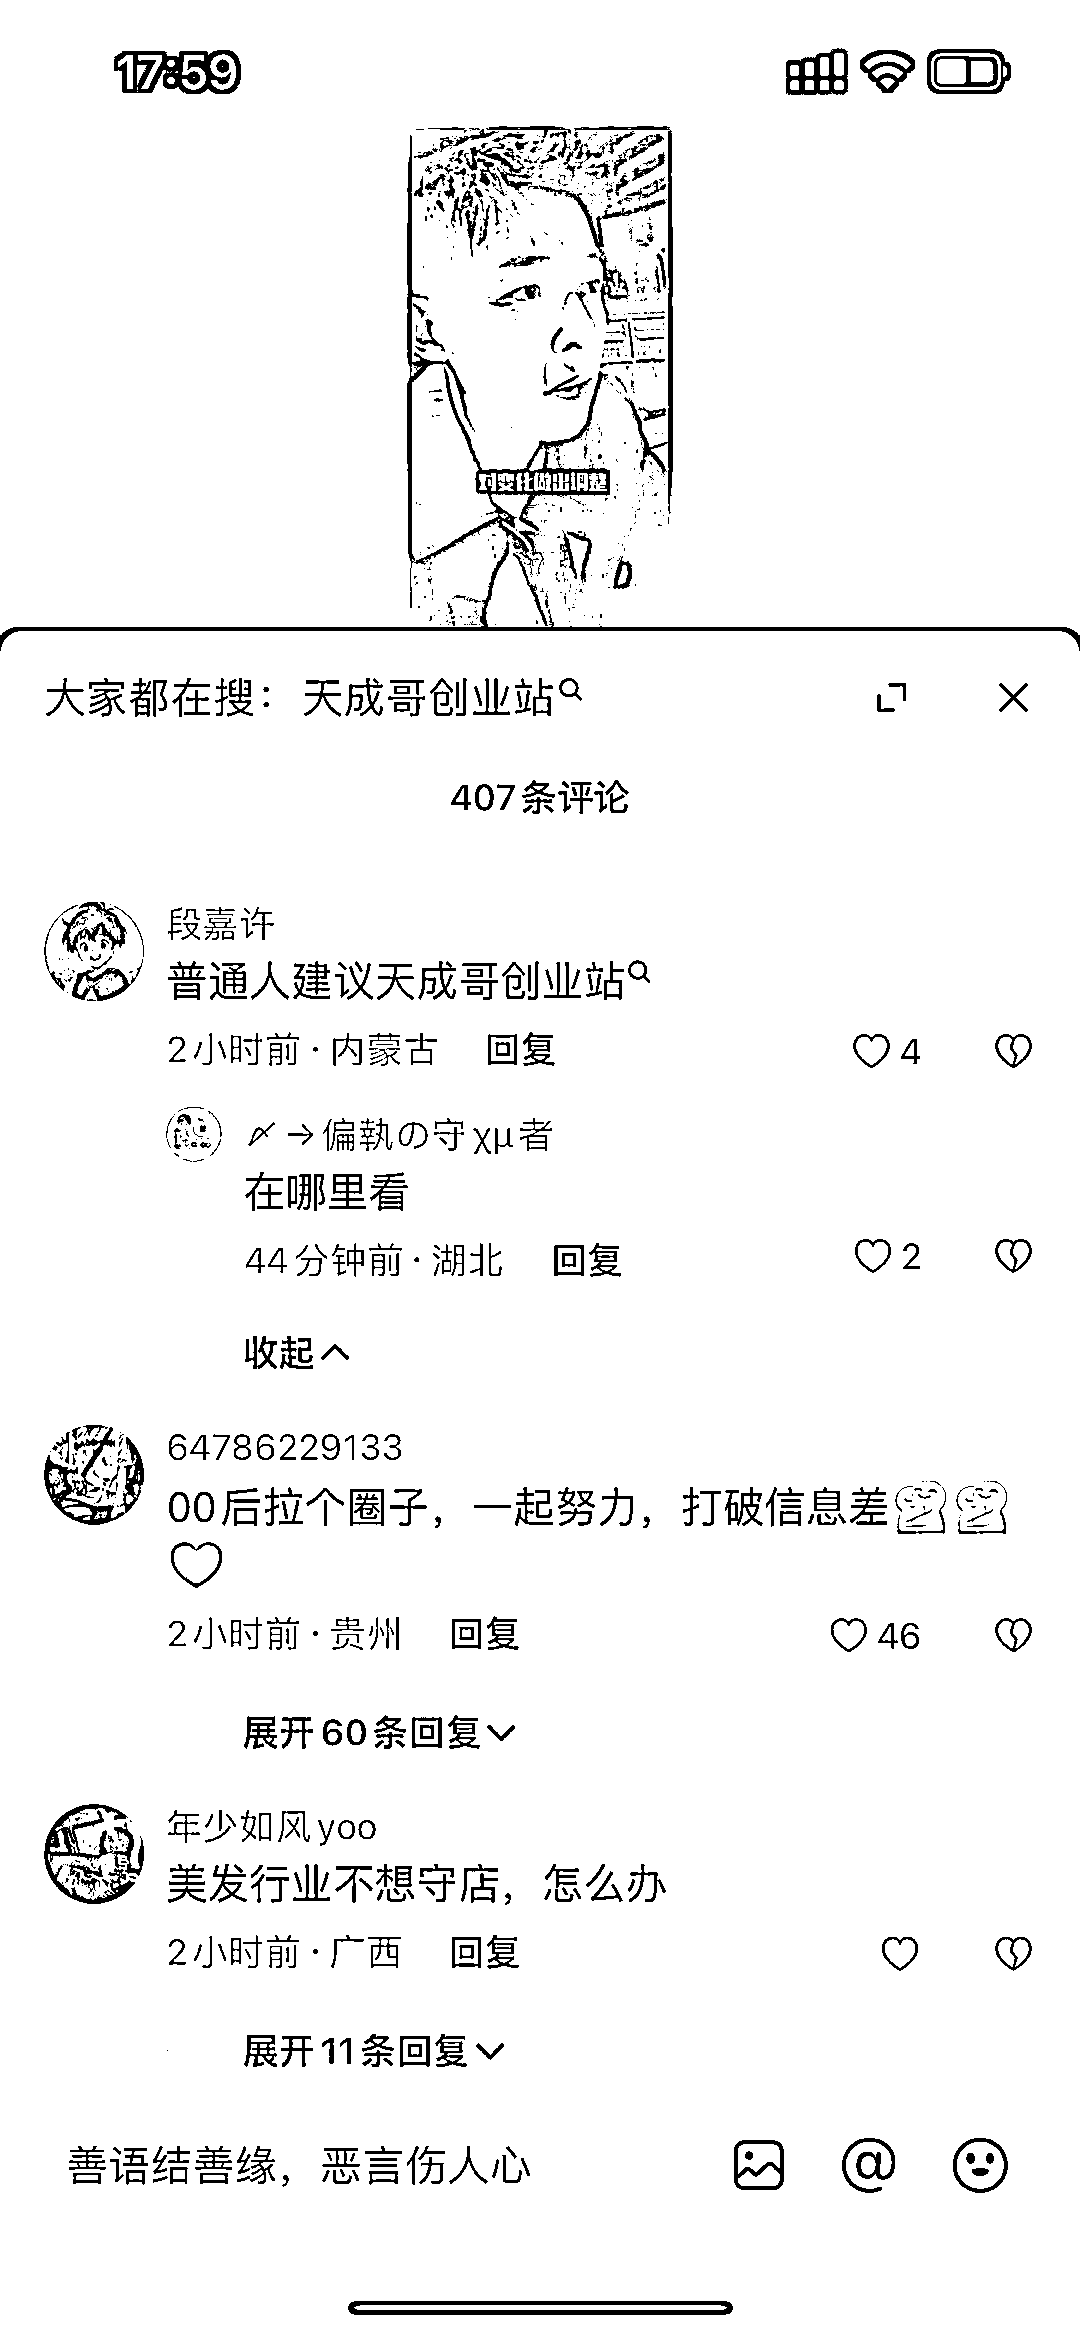 17:59
对变化做出调整
D
大家都在搜：天成哥创业站
407条评论
段嘉许
普通人建议天成哥创业站
2小时前·内蒙古 回复 4
〆→偏執の守χμ者
在哪里看
44分钟前·湖北 回复 2
收起
64786229133
00后拉个圈子，一起努力，打破信息差
2小时前·贵州 回复 46
展开60条回复
年少如风yoo
美发行业不想守店，怎么办
2小时前·广西 回复
展开11条回复
善语结善缘，恶言伤人心